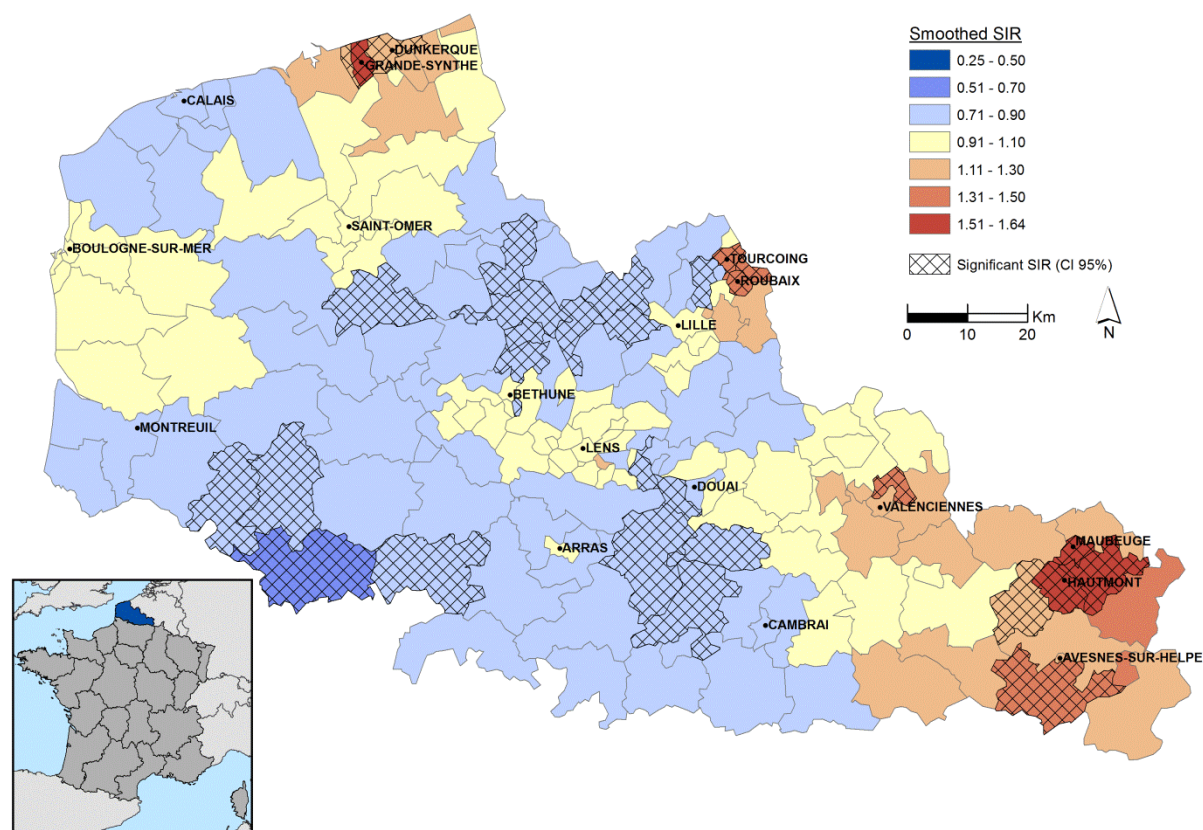 Smoothed SIR
0.25 - 0.50
0.51 - 0.70
0.71 - 0.90
0.91 - 1.10
1.11 - 1.30
1.31 - 1.50
1.51 - 1.64
Significant SIR (CI 95%)
0 10 20 Km
N
DUNKERQUE
GRANDE-SYNTHE
CALAIS
SAINT-OMER
BOULOGNE-SUR-MER
TOURCOING
ROUBAIX
LILLE
BETHUNE
MONTREUIL
LENS
DOUAI
VALENCIENNES
ARRAS
MAUBEUGE
HAUTMONT
CAMBRAI
AVESNES-SUR-HELPE